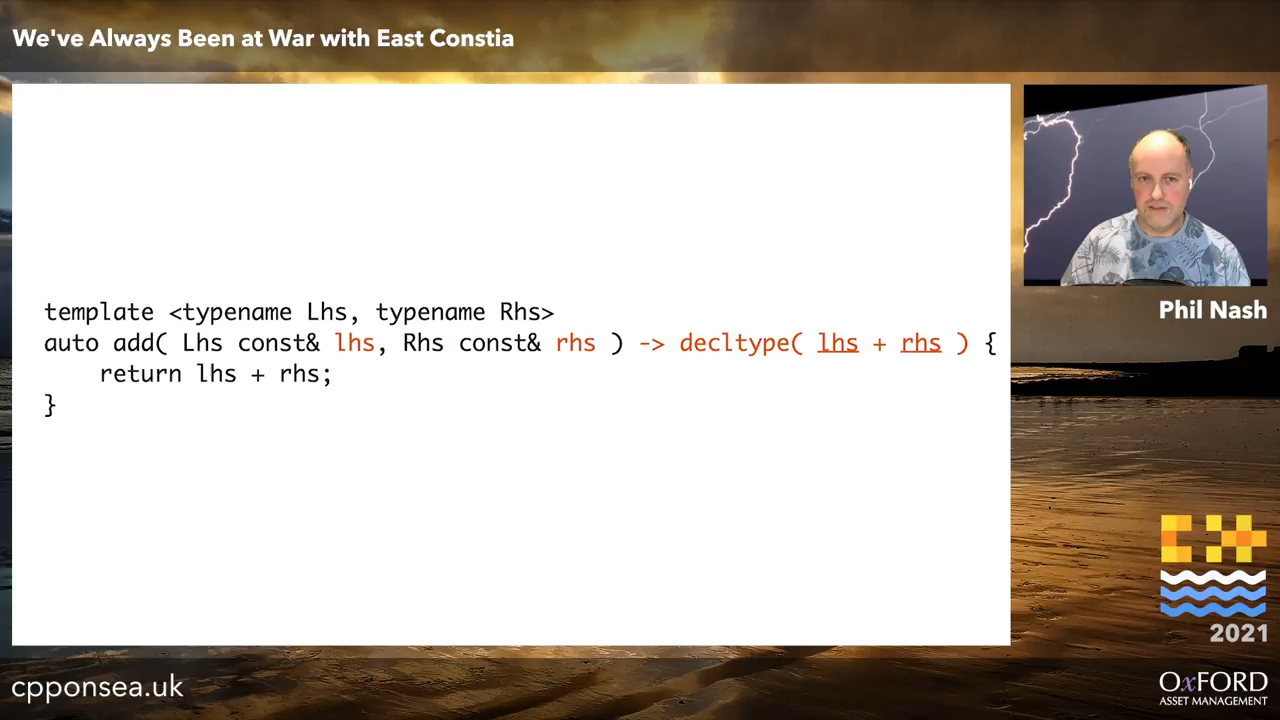 We've Always Been at War with East Constia
template <typename Lhs, typename Rhs>
auto add( Lhs const& lhs, Rhs const& rhs ) -> decltype( lhs + rhs ) {
    return lhs + rhs;
}
Phil Nash
C++
2021
cpponsea.uk
OxFORD
ASSET MANAGEMENT